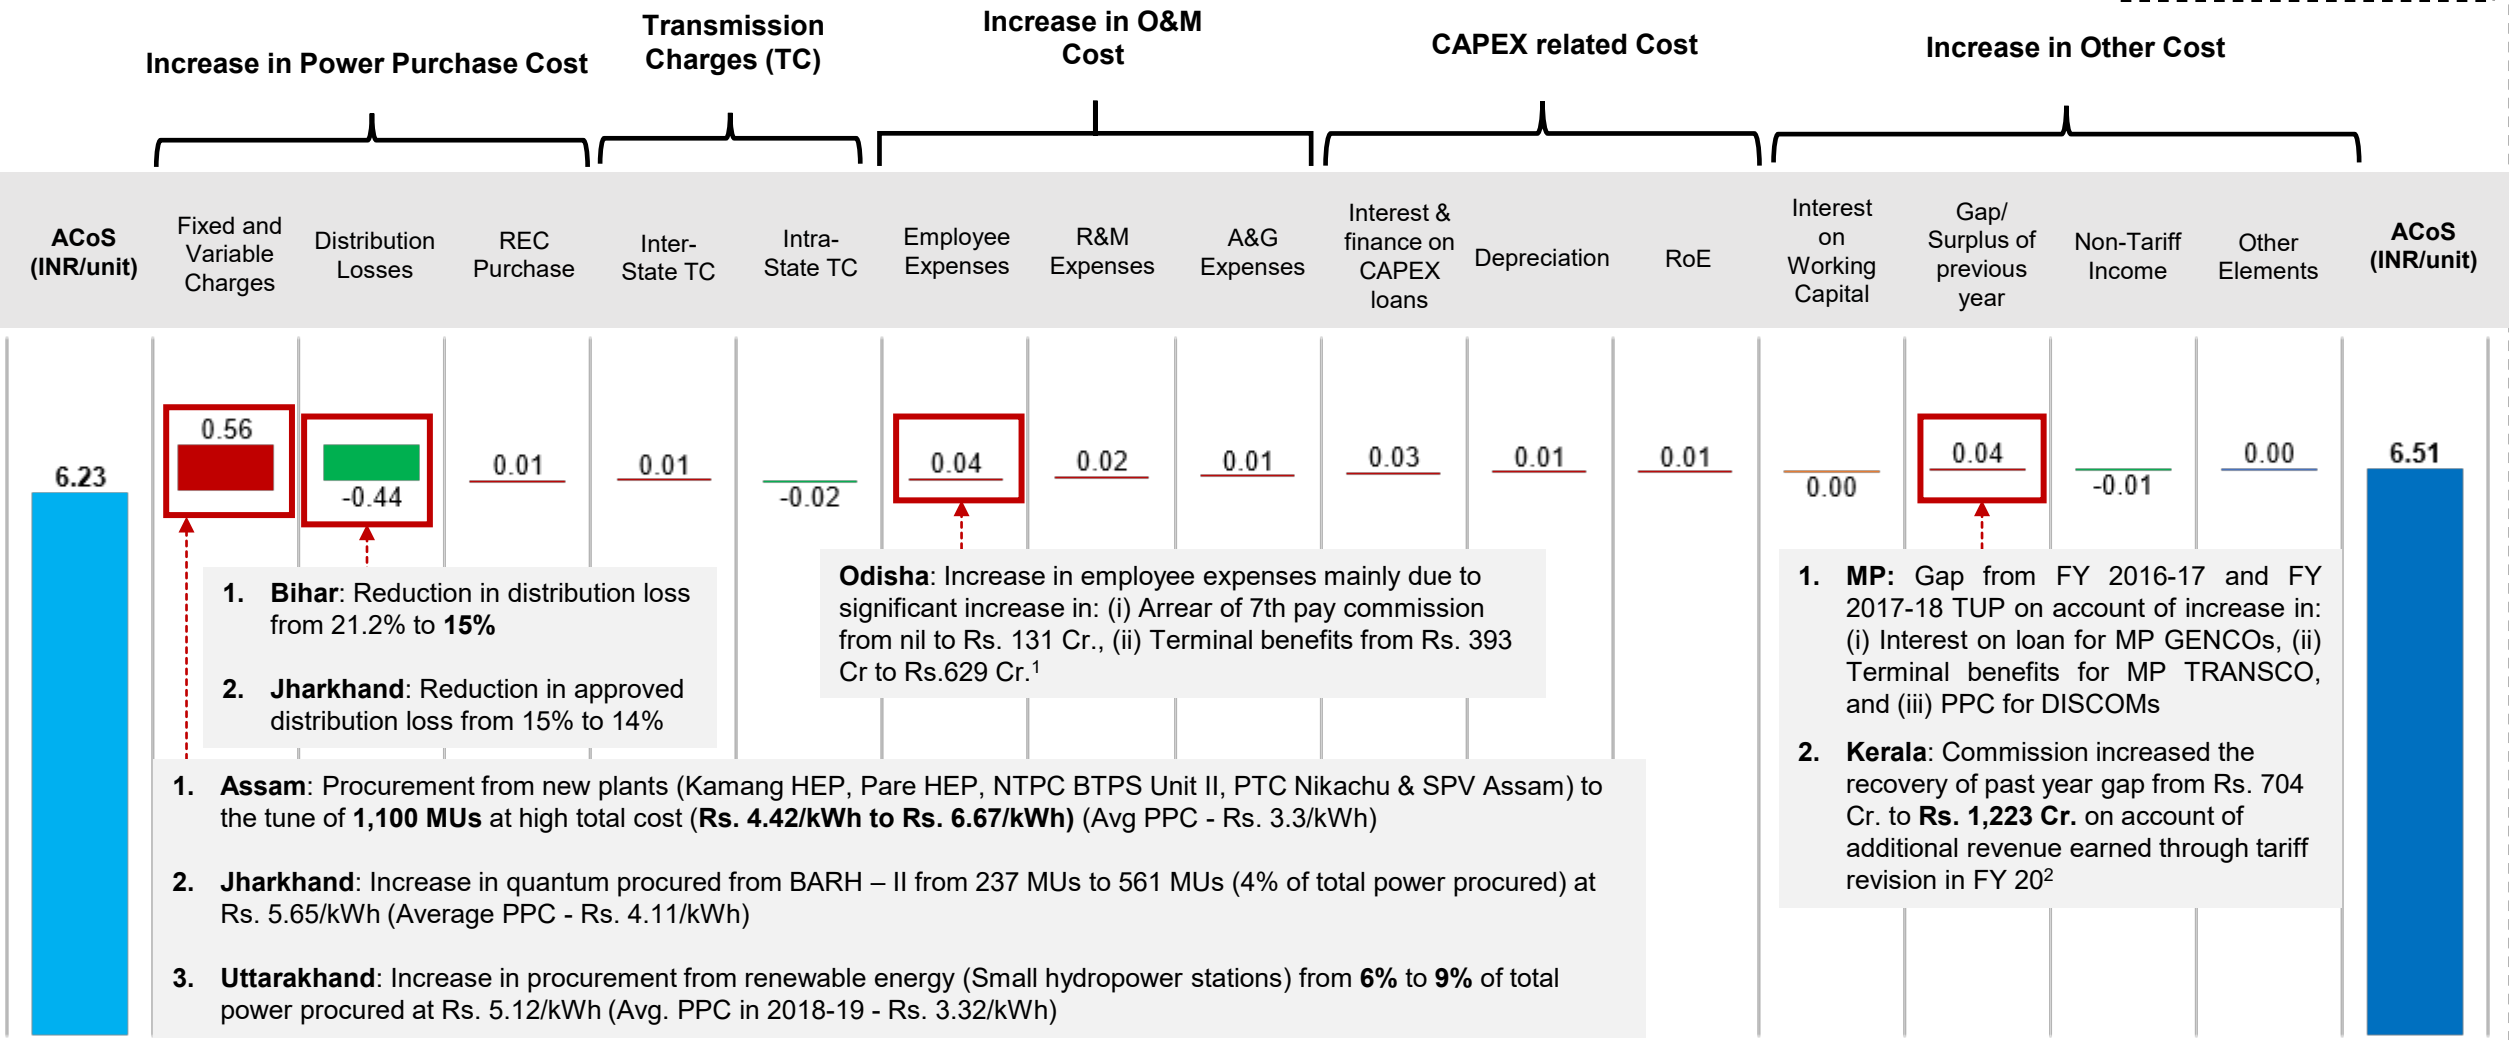 Increase in Power Purchase Cost
Transmission
Charges (TC)
Increase in O&M
Cost
CAPEX related Cost
Increase in Other Cost
ACoS
(INR/unit)
Fixed and
Variable
Charges
Distribution
Losses
REC
Purchase
Inter-
State TC
Intra-
State TC
Employee
Expenses
R&M
Expenses
A&G
Expenses
Interest &
finance on
CAPEX
loans
Depreciation
RoE
Interest
on
Working
Capital
Gap/
Surplus of
previous
year
Non-Tariff
Income
Other
Elements
ACoS
(INR/unit)
6.23
0.56
-0.44
0.01
0.01
-0.02
0.04
0.02
0.01
0.03
0.01
0.01
0.00
0.04
-0.01
0.00
6.51
1. Bihar: Reduction in distribution loss
from 21.2% to 15%
2. Jharkhand: Reduction in approved
distribution loss from 15% to 14%
Odisha: Increase in employee expenses mainly due to
significant increase in: (i) Arrear of 7th pay commission
from nil to Rs. 131 Cr., (ii) Terminal benefits from Rs. 393
Cr to Rs.629 Cr.1
1. MP: Gap from FY 2016-17 and FY
2017-18 TUP on account of increase in:
(i) Interest on loan for MP GENCOs, (ii)
Terminal benefits for MP TRANSCO,
and (iii) PPC for DISCOMs
2. Kerala: Commission increased the
recovery of past year gap from Rs. 704
Cr. to Rs. 1,223 Cr. on account of
additional revenue earned through tariff
revision in FY 202
1. Assam: Procurement from new plants (Kamang HEP, Pare HEP, NTPC BTPS Unit II, PTC Nikachu & SPV Assam) to
the tune of 1,100 MUs at high total cost (Rs. 4.42/kWh to Rs. 6.67/kWh) (Avg PPC - Rs. 3.3/kWh)
2. Jharkhand: Increase in quantum procured from BARH – II from 237 MUs to 561 MUs (4% of total power procured) at
Rs. 5.65/kWh (Average PPC - Rs. 4.11/kWh)
3. Uttarakhand: Increase in procurement from renewable energy (Small hydropower stations) from 6% to 9% of total
power procured at Rs. 5.12/kWh (Avg. PPC in 2018-19 - Rs. 3.32/kWh)